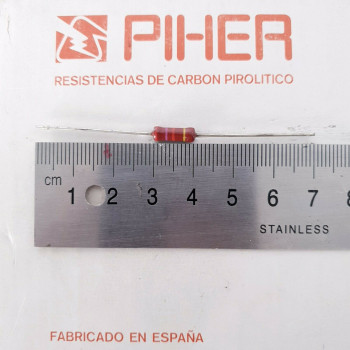 PIHER
RESISTENCIAS DE CARBON PIROLITICO
cm 1 2 3 4 5 6 7 8
STAINLESS
FABRICADO EN ESPAÑA